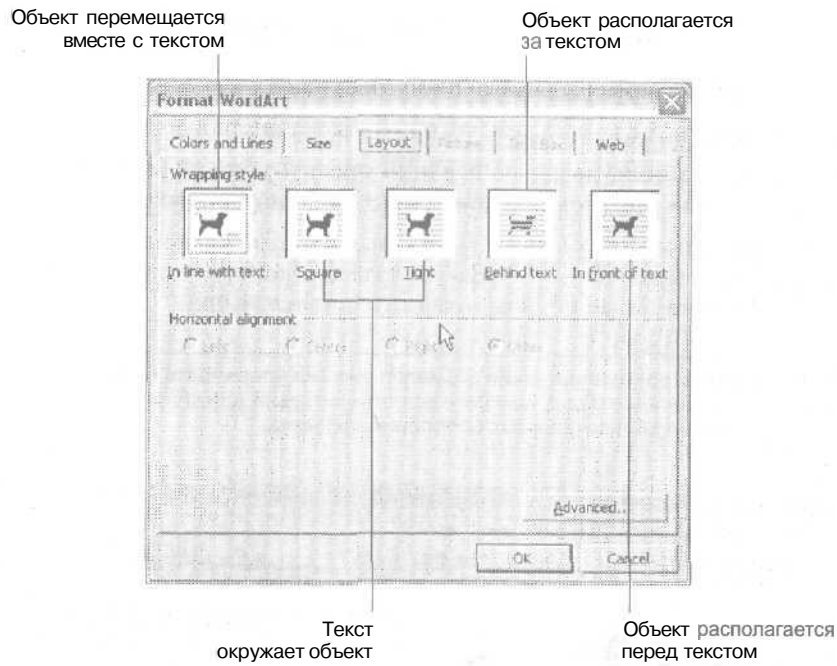 Объект перемещается
вместе с текстом
Объект располагается
за текстом
Format WordArt
Colors and Lines
Size
Layout
Web
Wrapping style
In line with text
Square
Tight
Behind text
In front of text
Horizontal alignment
Advanced...
OK
Cancel
Текст
окружает объект
Объект располагается
перед текстом